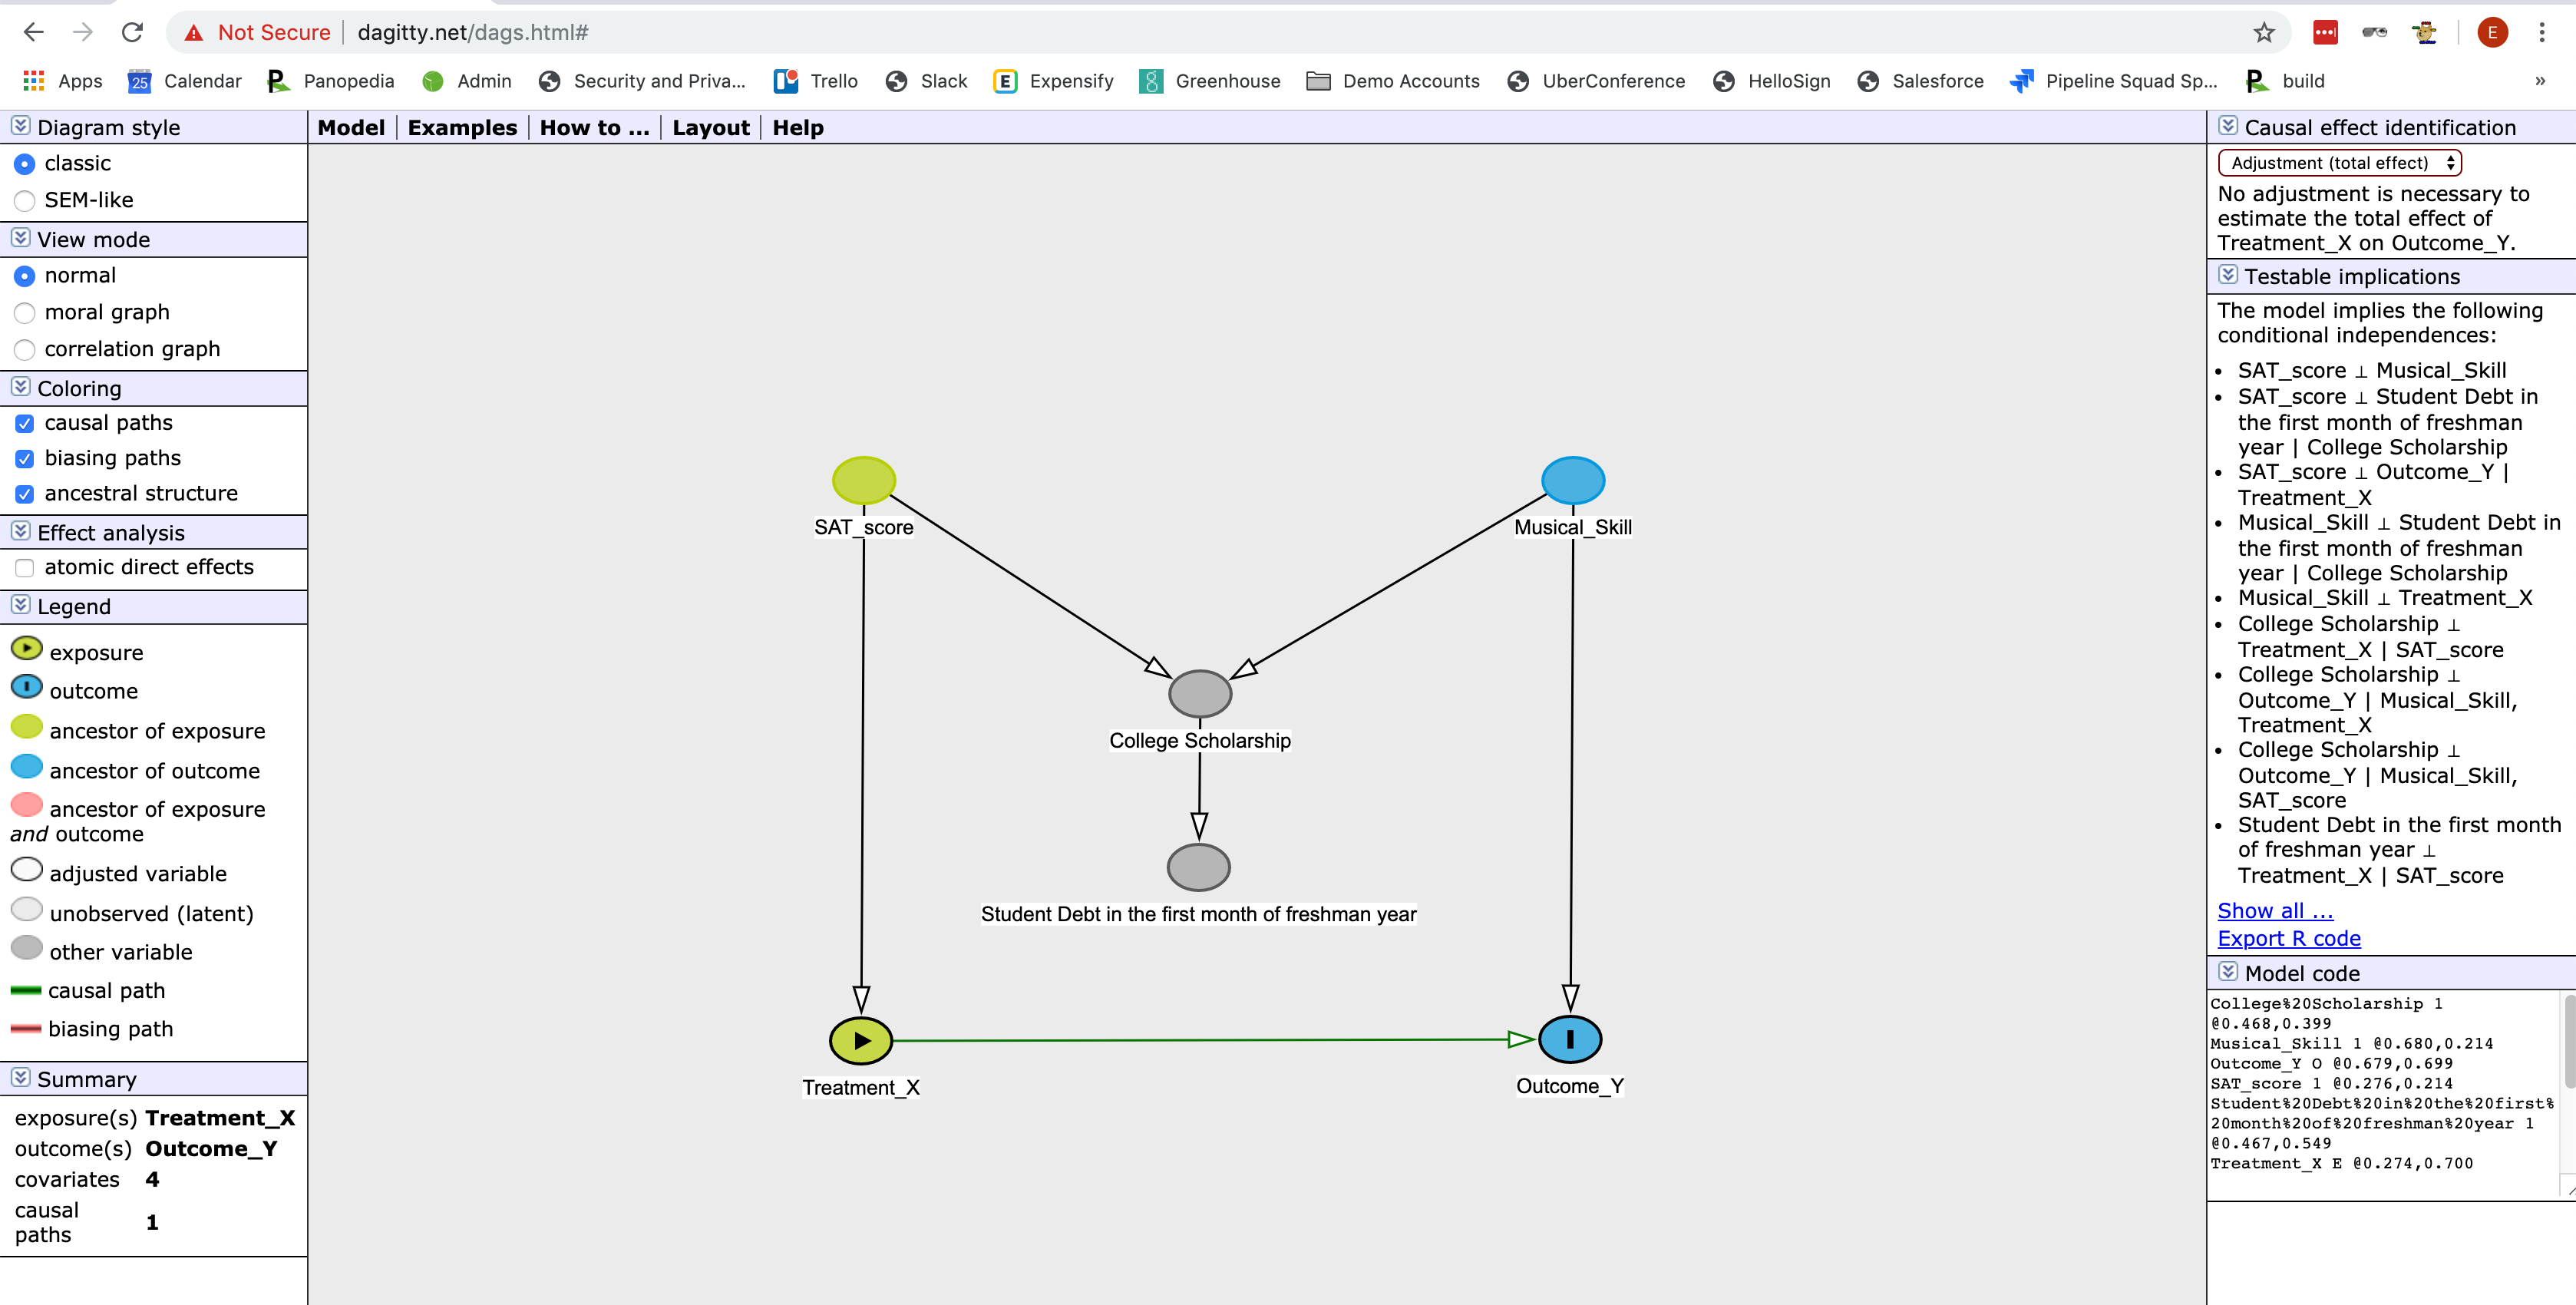 Not Secure dagitty.net/dags.html# E
Apps 25 Calendar Panopedia Admin Security and Priva... Trello Slack E Expensify Greenhouse Demo Accounts UberConference HelloSign Salesforce Pipeline Squad Sp... build »
Diagram style
classic
SEM-like
View mode
normal
moral graph
correlation graph
Coloring
causal paths
biasing paths
ancestral structure
Effect analysis
atomic direct effects
Legend
exposure
outcome
ancestor of exposure
ancestor of outcome
ancestor of exposure
and outcome
adjusted variable
unobserved (latent)
other variable
causal path
biasing path
Summary
exposure(s) Treatment_X
outcome(s) Outcome_Y
covariates 4
causal
paths 1
Model Examples How to ... Layout Help
SAT_score
Musical_Skill
College Scholarship
Student Debt in the first month of freshman year
Treatment_X
Outcome_Y
Causal effect identification
Adjustment (total effect)
No adjustment is necessary to
estimate the total effect of
Treatment_X on Outcome_Y.
Testable implications
The model implies the following
conditional independences:
• SAT_score ⊥ Musical_Skill
• SAT_score ⊥ Student Debt in
the first month of freshman
year | College Scholarship
• SAT_score ⊥ Outcome_Y |
Treatment_X
• Musical_Skill ⊥ Student Debt in
the first month of freshman
year | College Scholarship
• Musical_Skill ⊥ Treatment_X
• College Scholarship ⊥
Treatment_X | SAT_score
• College Scholarship ⊥
Outcome_Y | Musical_Skill,
Treatment_X
• College Scholarship ⊥
Outcome_Y | Musical_Skill,
SAT_score
• Student Debt in the first month
of freshman year ⊥
Treatment_X | SAT_score
Show all ...
Export R code
Model code
College%20Scholarship 1
@0.468,0.399
Musical_Skill 1 @0.680,0.214
Outcome_Y O @0.679,0.699
SAT_score 1 @0.276,0.214
Student%20Debt%20in%20the%20first%
20month%20of%20freshman%20year 1
@0.467,0.549
Treatment_X E @0.274,0.700